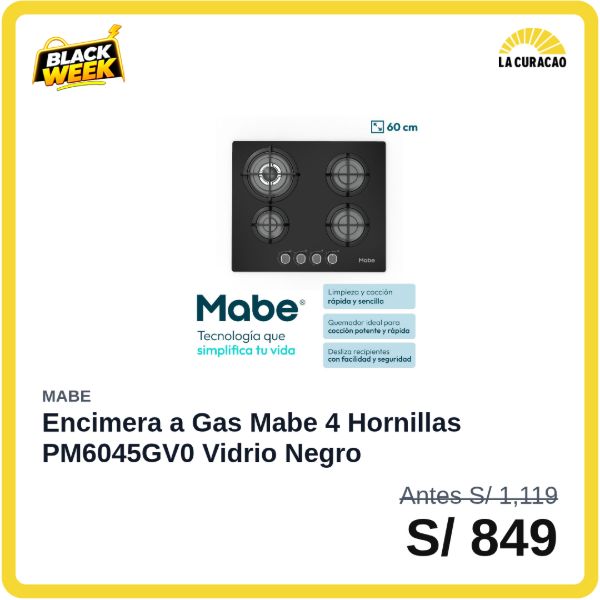 BLACK
WEEK
LA CURACAO
60 cm
Mabe
Mabe®
Tecnología que
simplifica tu vida
Limpieza y cocción
rápida y sencilla
Quemador ideal para
cocción potente y rápida
Desliza recipientes
con facilidad y seguridad
MABE
Encimera a Gas Mabe 4 Hornillas
PM6045GV0 Vidrio Negro
Antes S/ 1,119
S/ 849